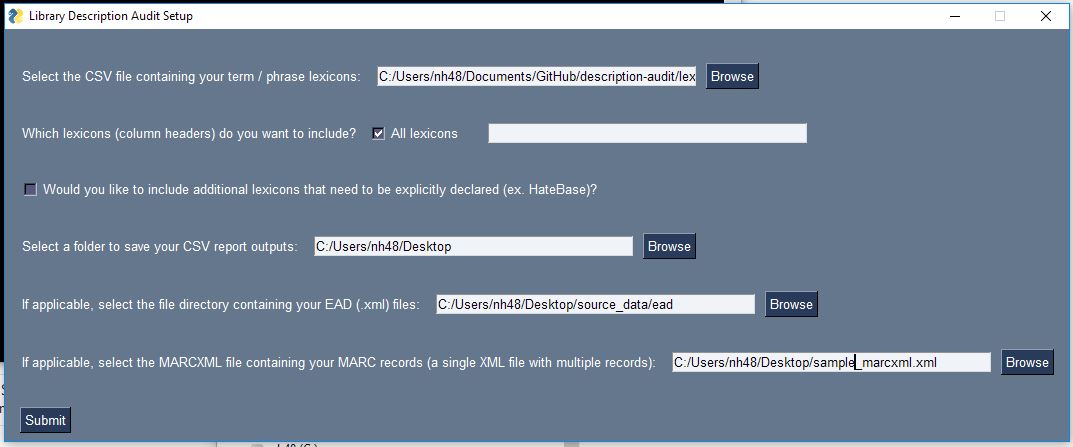 Library Description Audit Setup
Select the CSV file containing your term / phrase lexicons: C:/Users/nh48/Documents/GitHub/description-audit/lex Browse
Which lexicons (column headers) do you want to include? All lexicons
Would you like to include additional lexicons that need to be explicitly declared (ex. HateBase)?
Select a folder to save your CSV report outputs: C:/Users/nh48/Desktop Browse
If applicable, select the file directory containing your EAD (.xml) files: C:/Users/nh48/Desktop/source_data/ead Browse
If applicable, select the MARCXML file containing your MARC records (a single XML file with multiple records): C:/Users/nh48/Desktop/sample_marcxml.xml Browse
Submit